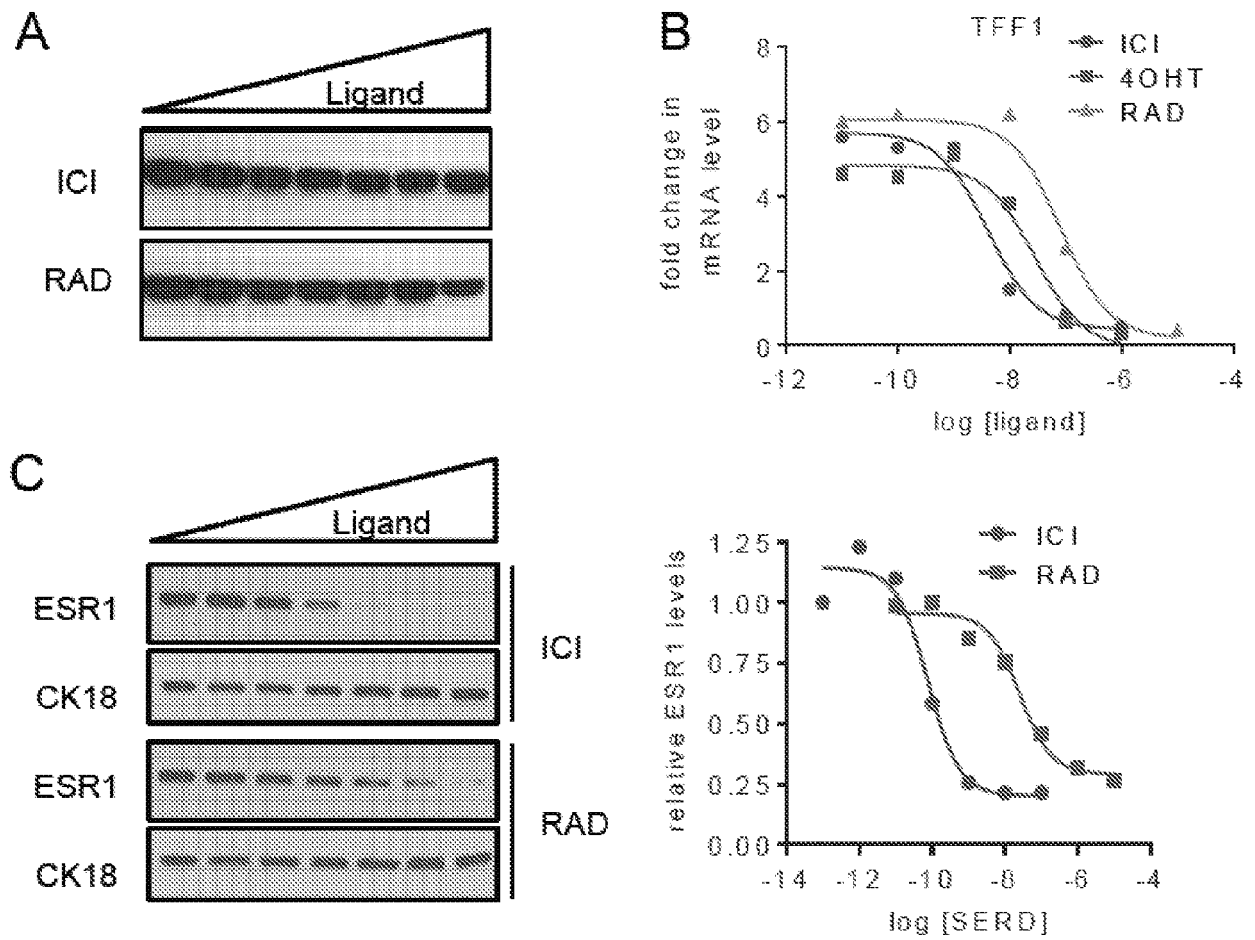 A
Ligand
ICI
RAD
B
TFF1
ICI
4OHT
RAD
fold change in
mRNA level
8
6
4
2
0
-12 -10 -8 -6 -4
log [ligand]
C
Ligand
ESR1
CK18
ICI
ESR1
CK18
RAD
ICI
RAD
relative ESR1 levels
1.25
1.00
0.75
0.50
0.25
0.00
-14 -12 -10 -8 -6 -4
log [SERD]